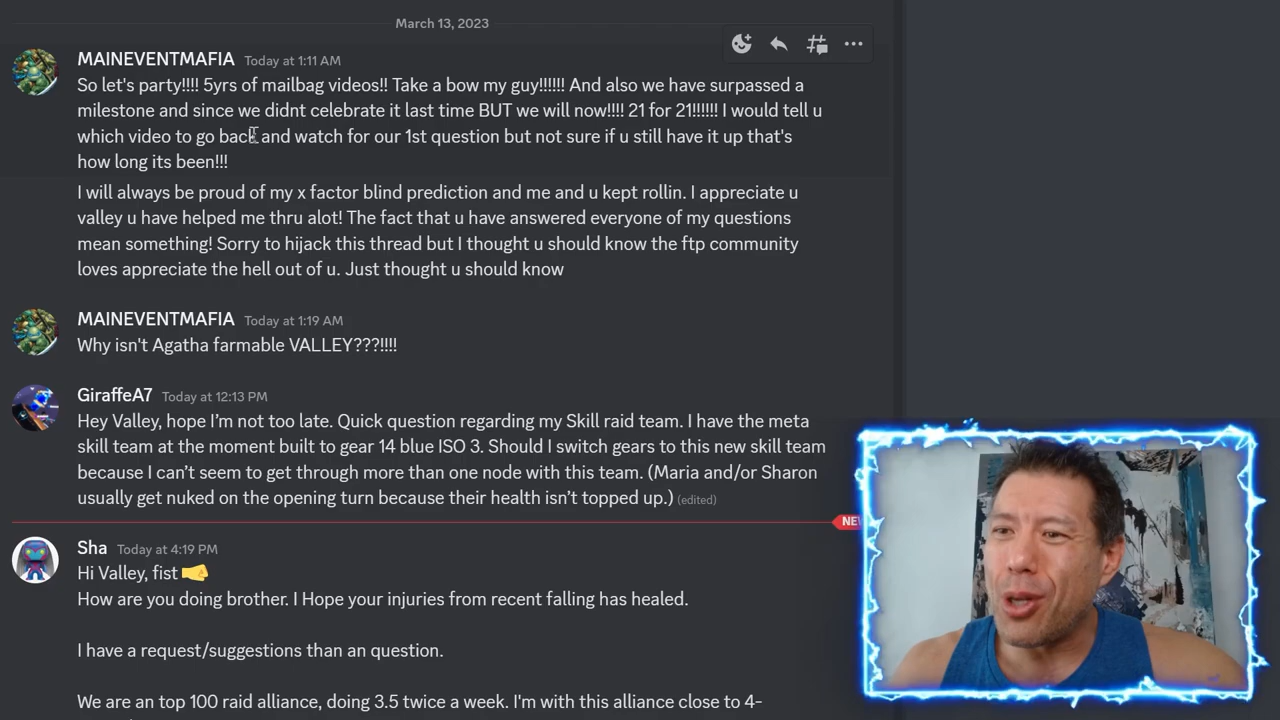 March 13, 2023
MAINEVENTMAFIA Today at 1:11 AM
So let's party!!!! 5yrs of mailbag videos!! Take a bow my guy!!!!!! And also we have surpassed a
milestone and since we didnt celebrate it last time BUT we will now!!!! 21 for 21!!!!!! I would tell u
which video to go back and watch for our 1st question but not sure if u still have it up that's
how long its been!!!
I will always be proud of my x factor blind prediction and me and u kept rollin. I appreciate u
valley u have helped me thru alot! The fact that u have answered everyone of my questions
mean something! Sorry to hijack this thread but I thought u should know the ftp community
loves appreciate the hell out of u. Just thought u should know
MAINEVENTMAFIA Today at 1:19 AM
Why isn't Agatha farmable VALLEY???!!!!
GiraffeA7 Today at 12:13 PM
Hey Valley, hope I'm not too late. Quick question regarding my Skill raid team. I have the meta
skill team at the moment built to gear 14 blue ISO 3. Should I switch gears to this new skill team
because I can't seem to get through more than one node with this team. (Maria and/or Sharon
usually get nuked on the opening turn because their health isn't topped up.) (edited)
NEW
Sha Today at 4:19 PM
Hi Valley, fist 🤜
How are you doing brother. I Hope your injuries from recent falling has healed.
I have a request/suggestions than an question.
We are an top 100 raid alliance, doing 3.5 twice a week. I'm with this alliance close to 4-